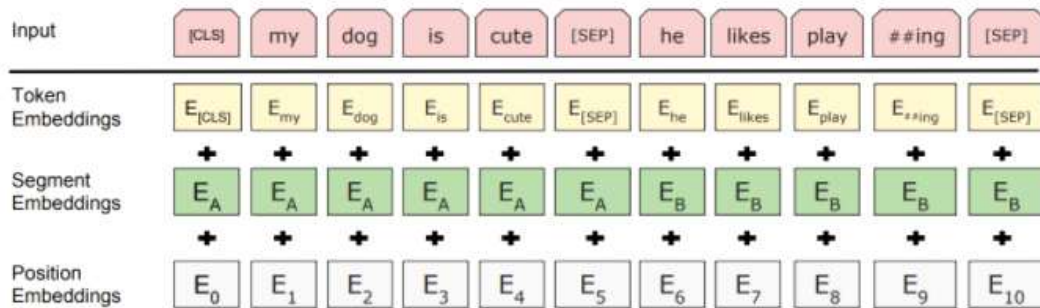 Input [CLS] my dog is cute [SEP] he likes play ##ing [SEP]
Token
Embeddings E[CLS] Emy Edog Eis Ecute E[SEP] Ehe Elikes Eplay E##ing E[SEP]
+ + + + + + + + + + +
Segment
Embeddings EA EA EA EA EA EA EB EB EB EB EB
+ + + + + + + + + + +
Position
Embeddings E0 E1 E2 E3 E4 E5 E6 E7 E8 E9 E10